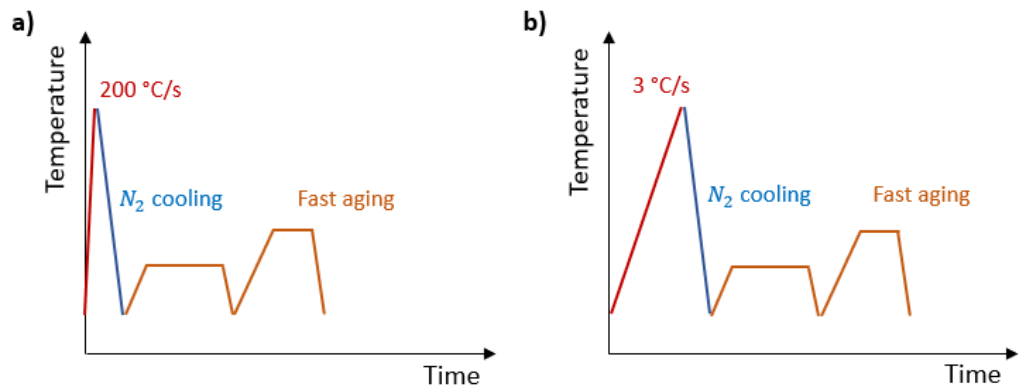 a)
Temperature
200 °C/s
N₂ cooling
Fast aging
Time
b)
Temperature
3 °C/s
N₂ cooling
Fast aging
Time